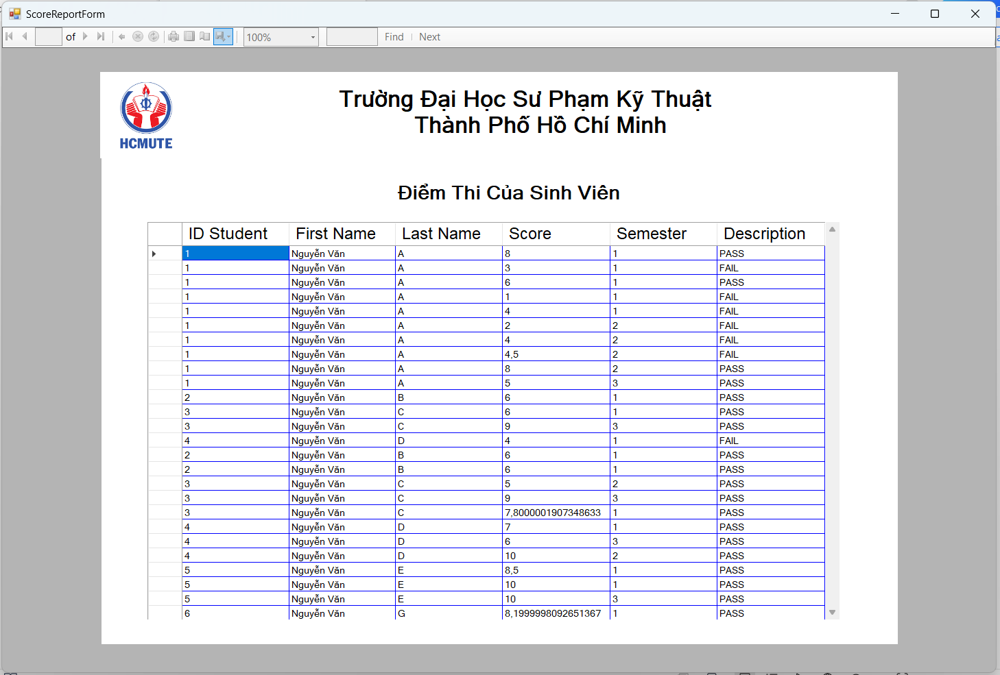 ScoreReportForm
of 100% Find Next
HCMUTE
Trường Đại Học Sư Phạm Kỹ Thuật
Thành Phố Hồ Chí Minh
Điểm Thi Của Sinh Viên
ID Student First Name Last Name Score Semester Description
1 Nguyễn Văn A 8 1 PASS
1 Nguyễn Văn A 3 1 FAIL
1 Nguyễn Văn A 6 1 PASS
1 Nguyễn Văn A 1 1 FAIL
1 Nguyễn Văn A 4 1 FAIL
1 Nguyễn Văn A 2 2 FAIL
1 Nguyễn Văn A 4 2 FAIL
1 Nguyễn Văn A 4,5 2 FAIL
1 Nguyễn Văn A 8 2 PASS
1 Nguyễn Văn A 5 3 PASS
2 Nguyễn Văn B 6 1 PASS
3 Nguyễn Văn C 6 1 PASS
3 Nguyễn Văn C 9 3 PASS
4 Nguyễn Văn D 4 1 FAIL
2 Nguyễn Văn B 6 1 PASS
2 Nguyễn Văn B 6 1 PASS
3 Nguyễn Văn C 5 2 PASS
3 Nguyễn Văn C 9 3 PASS
3 Nguyễn Văn C 7,8000001907348633 1 PASS
4 Nguyễn Văn D 7 1 PASS
4 Nguyễn Văn D 6 3 PASS
4 Nguyễn Văn D 10 2 PASS
5 Nguyễn Văn E 8,5 1 PASS
5 Nguyễn Văn E 10 1 PASS
5 Nguyễn Văn E 10 3 PASS
6 Nguyễn Văn G 8,1999998092651367 1 PASS